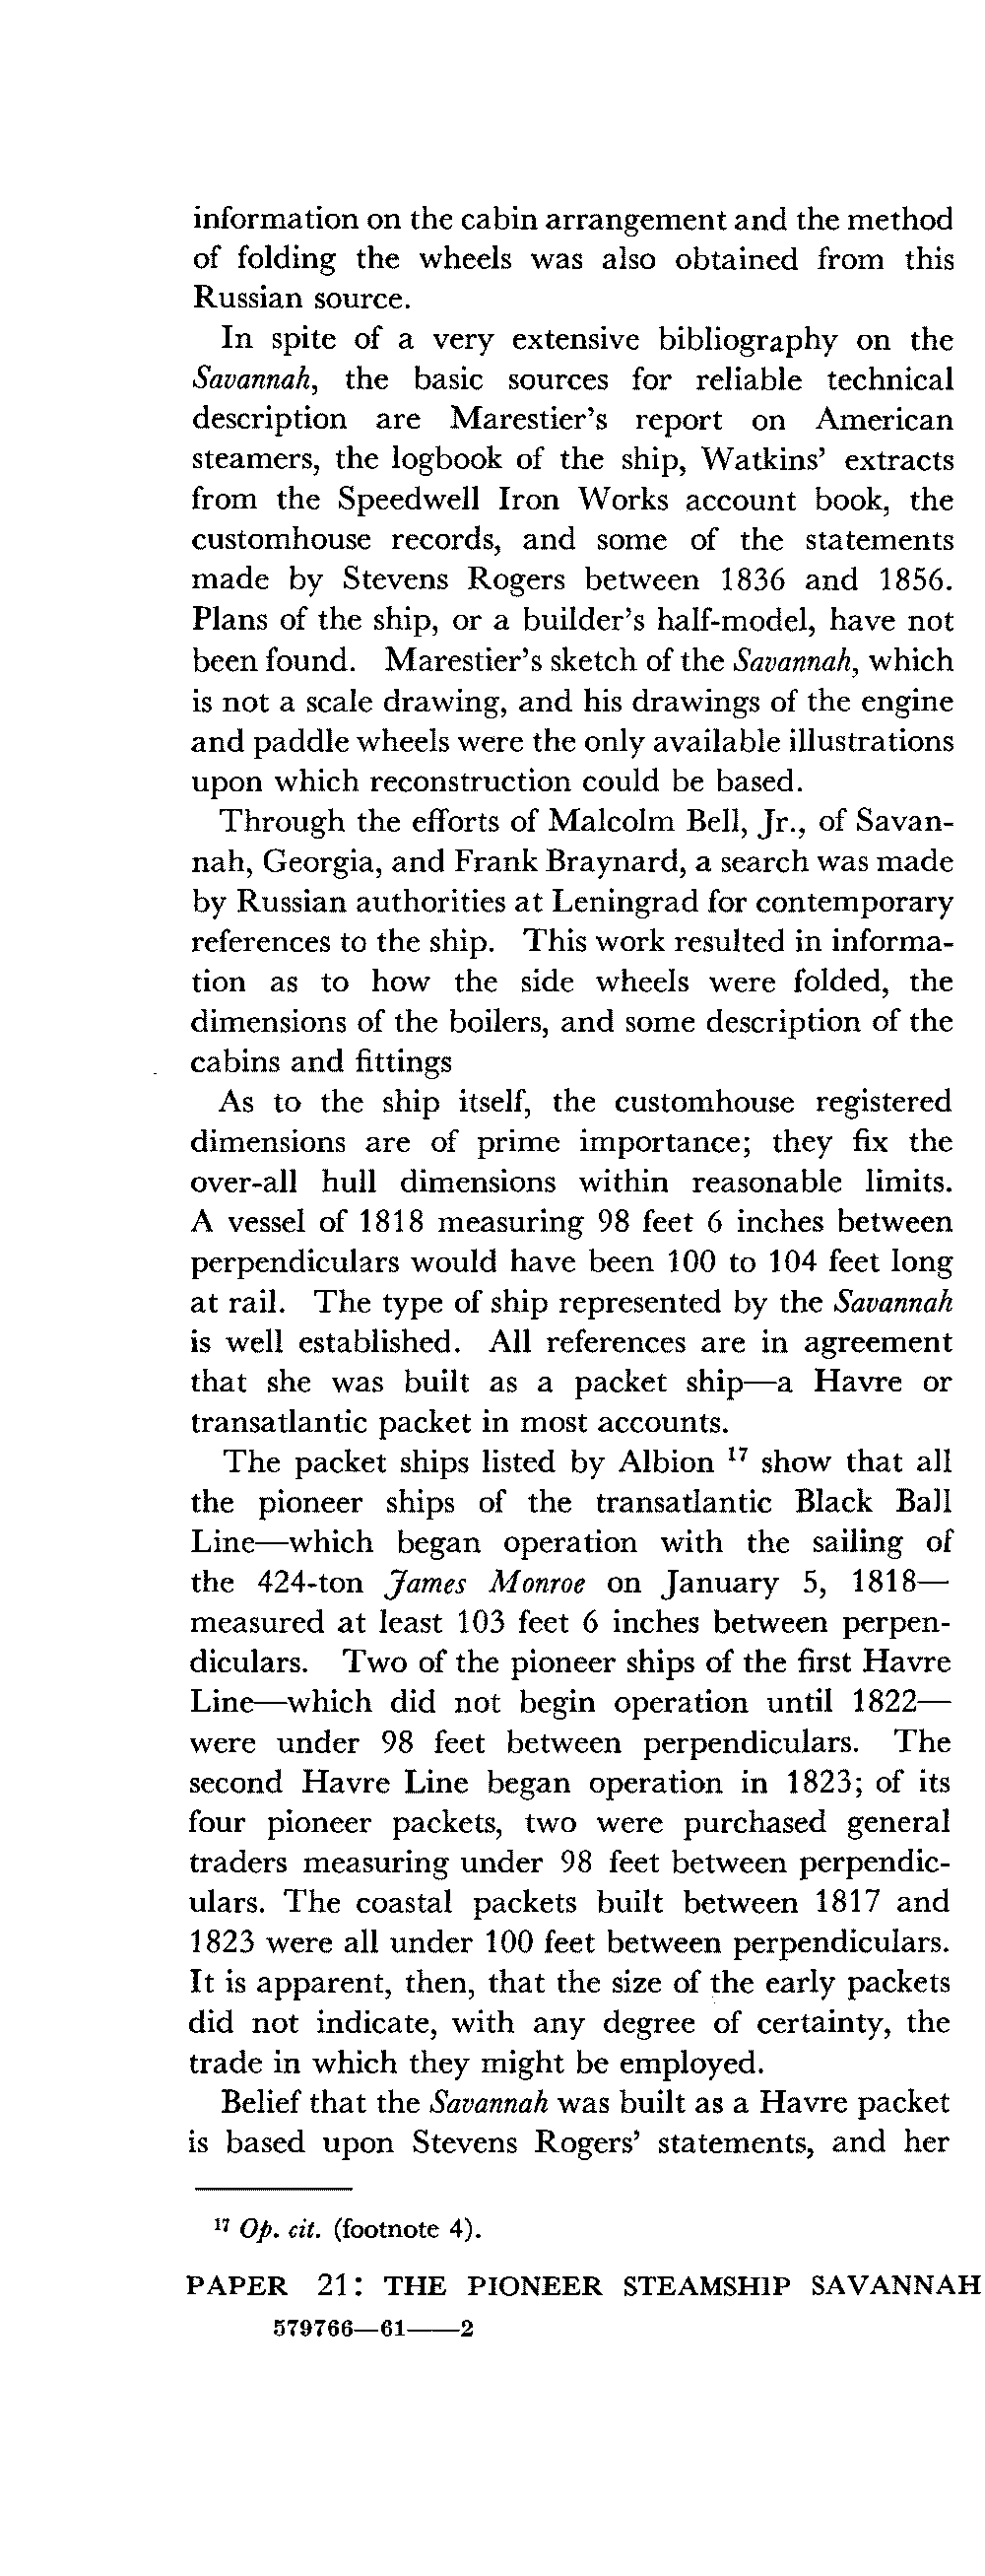 information on the cabin arrangement and the method
of folding the wheels was also obtained from this
Russian source.
In spite of a very extensive bibliography on the
Savannah, the basic sources for reliable technical
description are Marestier's report on American
steamers, the logbook of the ship, Watkins' extracts
from the Speedwell Iron Works account book, the
customhouse records, and some of the statements
made by Stevens Rogers between 1836 and 1856.
Plans of the ship, or a builder's half-model, have not
been found. Marestier's sketch of the Savannah, which
is not a scale drawing, and his drawings of the engine
and paddle wheels were the only available illustrations
upon which reconstruction could be based.
Through the efforts of Malcolm Bell, Jr., of Savan-
nah, Georgia, and Frank Braynard, a search was made
by Russian authorities at Leningrad for contemporary
references to the ship. This work resulted in informa-
tion as to how the side wheels were folded, the
dimensions of the boilers, and some description of the
cabins and fittings
As to the ship itself, the customhouse registered
dimensions are of prime importance; they fix the
over-all hull dimensions within reasonable limits.
A vessel of 1818 measuring 98 feet 6 inches between
perpendiculars would have been 100 to 104 feet long
at rail. The type of ship represented by the Savannah
is well established. All references are in agreement
that she was built as a packet ship—a Havre or
transatlantic packet in most accounts.
The packet ships listed by Albion 17 show that all
the pioneer ships of the transatlantic Black Ball
Line—which began operation with the sailing of
the 424-ton James Monroe on January 5, 1818—
measured at least 103 feet 6 inches between perpen-
diculars. Two of the pioneer ships of the first Havre
Line—which did not begin operation until 1822—
were under 98 feet between perpendiculars. The
second Havre Line began operation in 1823; of its
four pioneer packets, two were purchased general
traders measuring under 98 feet between perpendic-
ulars. The coastal packets built between 1817 and
1823 were all under 100 feet between perpendiculars.
It is apparent, then, that the size of the early packets
did not indicate, with any degree of certainty, the
trade in which they might be employed.
Belief that the Savannah was built as a Havre packet
is based upon Stevens Rogers' statements, and her
17 Op. cit. (footnote 4).
PAPER 21: THE PIONEER STEAMSHIP SAVANNAH
579766—61——2